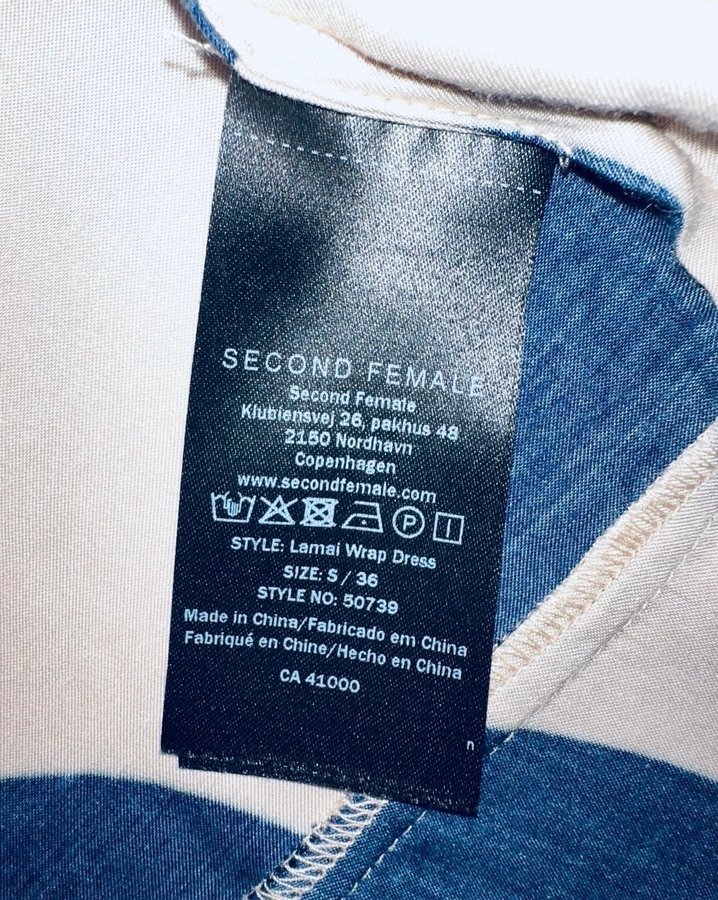 SECOND FEMALE
Second Female
Klubiensvej 26, pakhus 48
2150 Nordhavn
Copenhagen
www.secondfemale.com
P
STYLE: Lamai Wrap Dress
SIZE: S / 36
STYLE NO: 50739
Made in China/Fabricado em China
Fabriqué en Chine/Hecho en China
CA 41000
n